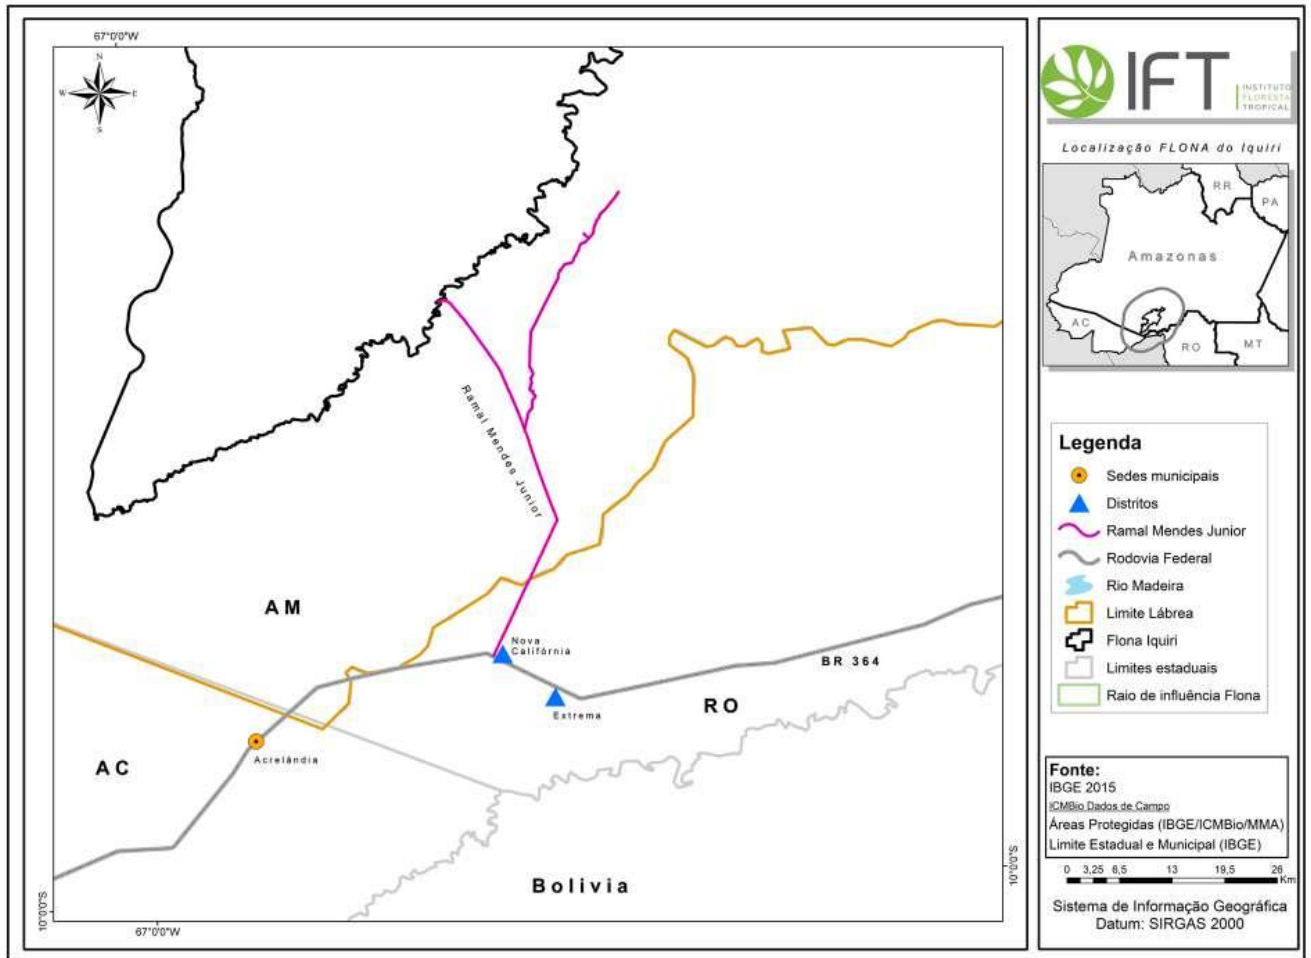 67°0'0"W
N
W
E
S
Ramal Mendes Junior
AM
Nova
Califórnia
BR 364
Extrema
RO
Acrelândia
AC
Bolivia
10°0'0"S
10°0'0"S
67°0'0"W
IFT
INSTITUTO
FLORESTA
TROPICAL
Localização FLONA do Iquiri
RR
PA
Amazonas
AC
RO
MT
Legenda
Sedes municipais
Distritos
Ramal Mendes Junior
Rodovia Federal
Rio Madeira
Limite Lábrea
Flona Iquiri
Limites estaduais
Raio de influência Flona
Fonte:
IBGE 2015
ICMBio Dados de Campo
Áreas Protegidas (IBGE/ICMBio/MMA)
Limite Estadual e Municipal (IBGE)
0 3,25 6,5 13 19,5 26
Km
Sistema de Informação Geográfica
Datum: SIRGAS 2000